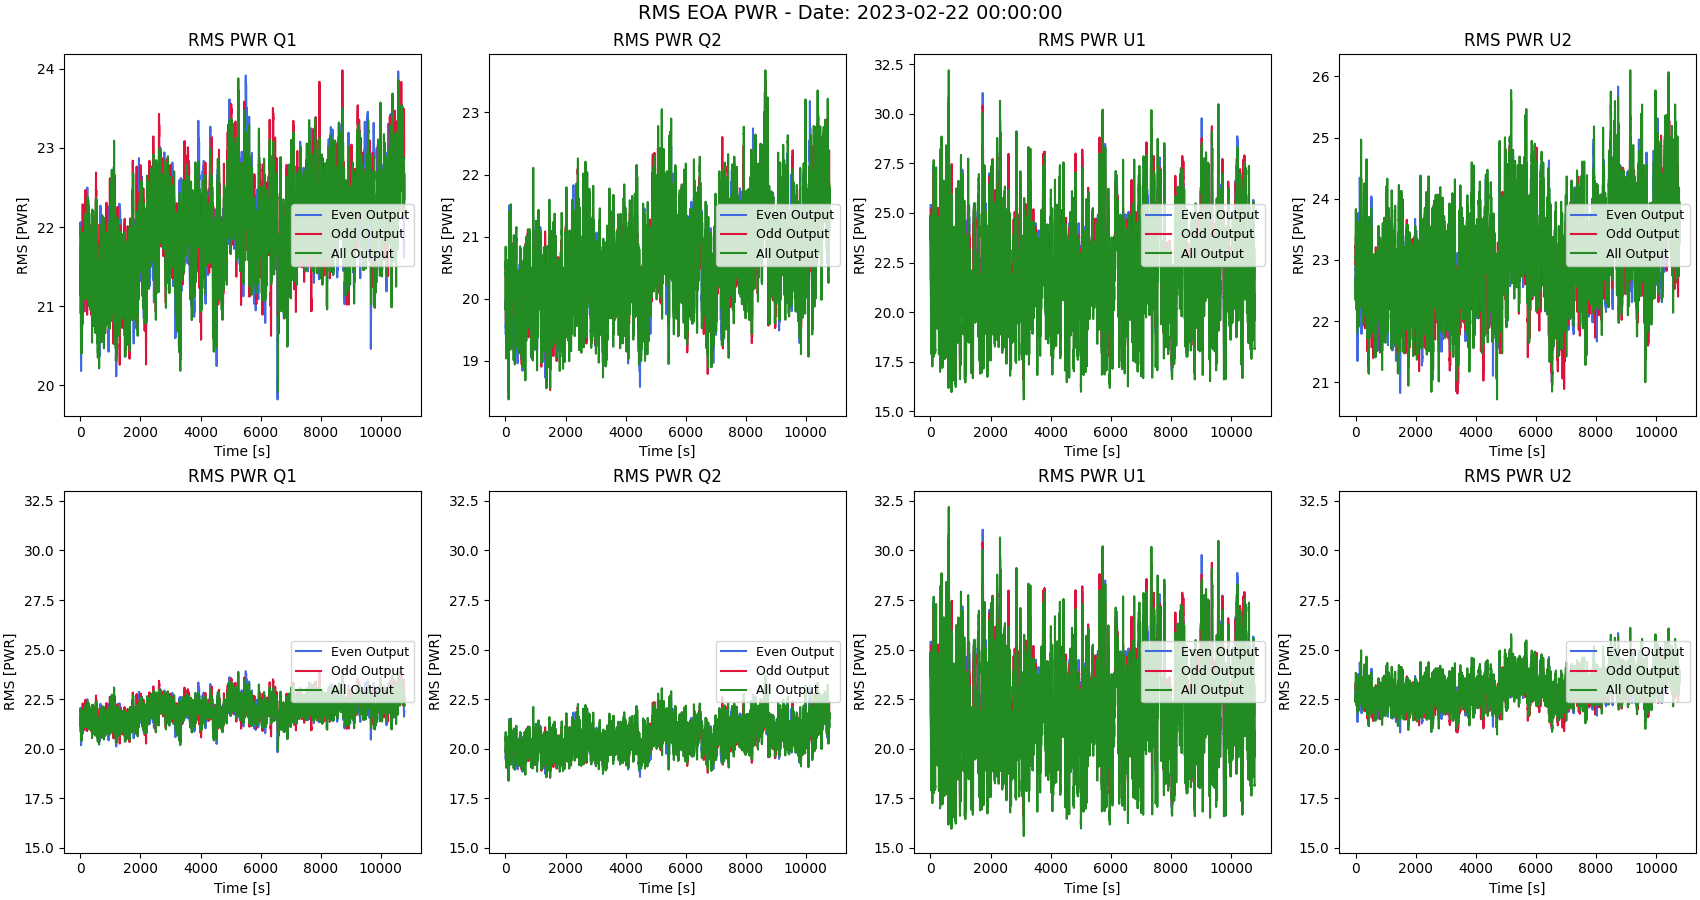 RMS EOA PWR - Date: 2023-02-22 00:00:00
RMS PWR Q1
24
23
22
21
20
RMS [PWR]
Even Output
Odd Output
All Output
0 2000 4000 6000 8000 10000
Time [s]
RMS PWR Q2
23
22
21
20
19
RMS [PWR]
Even Output
Odd Output
All Output
0 2000 4000 6000 8000 10000
Time [s]
RMS PWR U1
32.5
30.0
27.5
25.0
22.5
20.0
17.5
15.0
RMS [PWR]
Even Output
Odd Output
All Output
0 2000 4000 6000 8000 10000
Time [s]
RMS PWR U2
26
25
24
23
22
21
RMS [PWR]
Even Output
Odd Output
All Output
0 2000 4000 6000 8000 10000
Time [s]
RMS PWR Q1
32.5
30.0
27.5
25.0
22.5
20.0
17.5
15.0
RMS [PWR]
Even Output
Odd Output
All Output
0 2000 4000 6000 8000 10000
Time [s]
RMS PWR Q2
32.5
30.0
27.5
25.0
22.5
20.0
17.5
15.0
RMS [PWR]
Even Output
Odd Output
All Output
0 2000 4000 6000 8000 10000
Time [s]
RMS PWR U1
32.5
30.0
27.5
25.0
22.5
20.0
17.5
15.0
RMS [PWR]
Even Output
Odd Output
All Output
0 2000 4000 6000 8000 10000
Time [s]
RMS PWR U2
32.5
30.0
27.5
25.0
22.5
20.0
17.5
15.0
RMS [PWR]
Even Output
Odd Output
All Output
0 2000 4000 6000 8000 10000
Time [s]